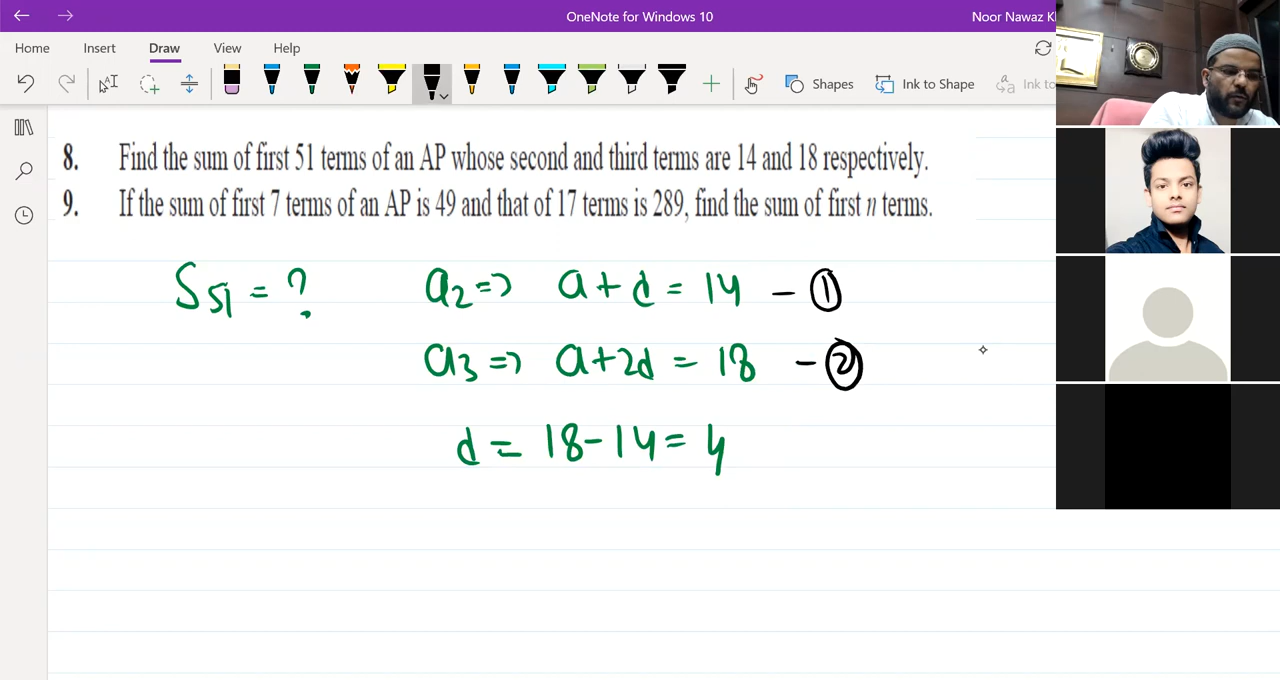 OneNote for Windows 10
Noor Nawaz K
Home Insert Draw View Help
Shapes Ink to Shape Ink to
8. Find the sum of first 51 terms of an AP whose second and third terms are 14 and 18 respectively.
9. If the sum of first 7 terms of an AP is 49 and that of 17 terms is 289, find the sum of first n terms.
S51 = ? a2 => a + d = 14 - ①
a3 => a + 2d = 18 - ②
d = 18 - 14 = 4